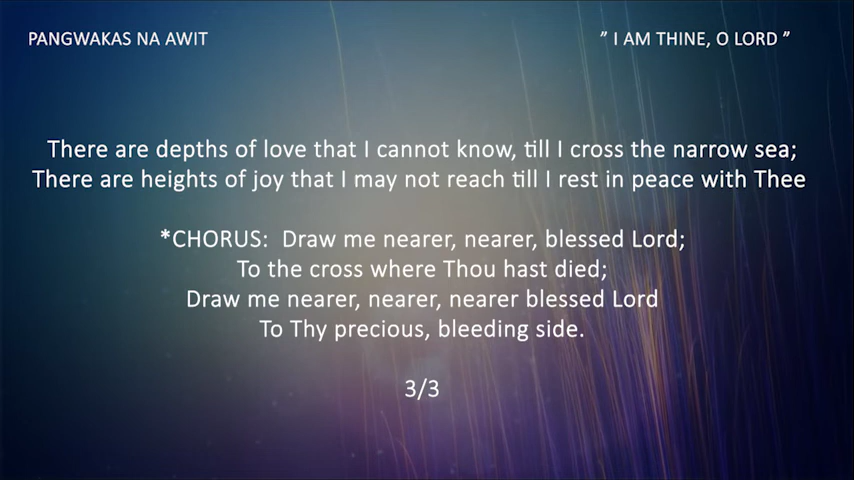 PANGWAKAS NA AWIT
” I AM THINE, O LORD ”
There are depths of love that I cannot know, till I cross the narrow sea;
There are heights of joy that I may not reach till I rest in peace with Thee
*CHORUS:  Draw me nearer, nearer, blessed Lord;
To the cross where Thou hast died;
Draw me nearer, nearer, nearer blessed Lord
To Thy precious, bleeding side.
3/3